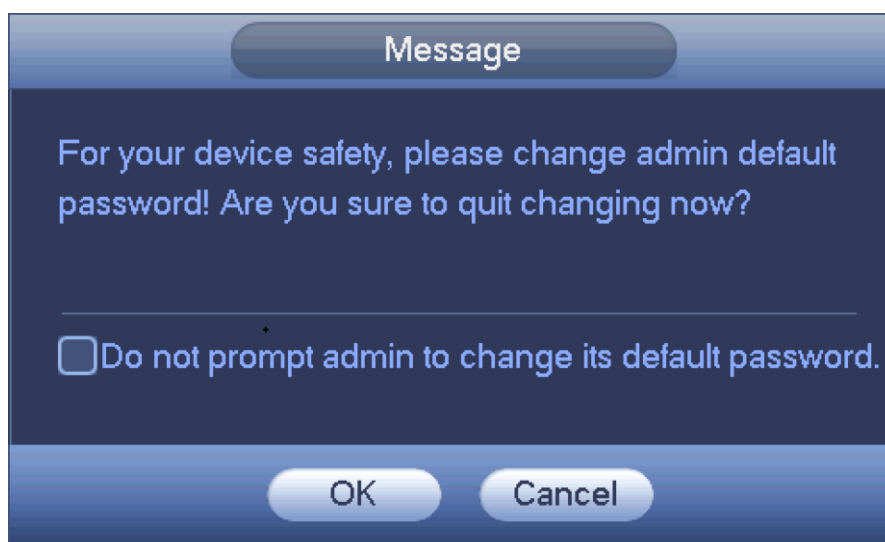 Message
For your device safety, please change admin default
password! Are you sure to quit changing now?
Do not prompt admin to change its default password.
OK Cancel